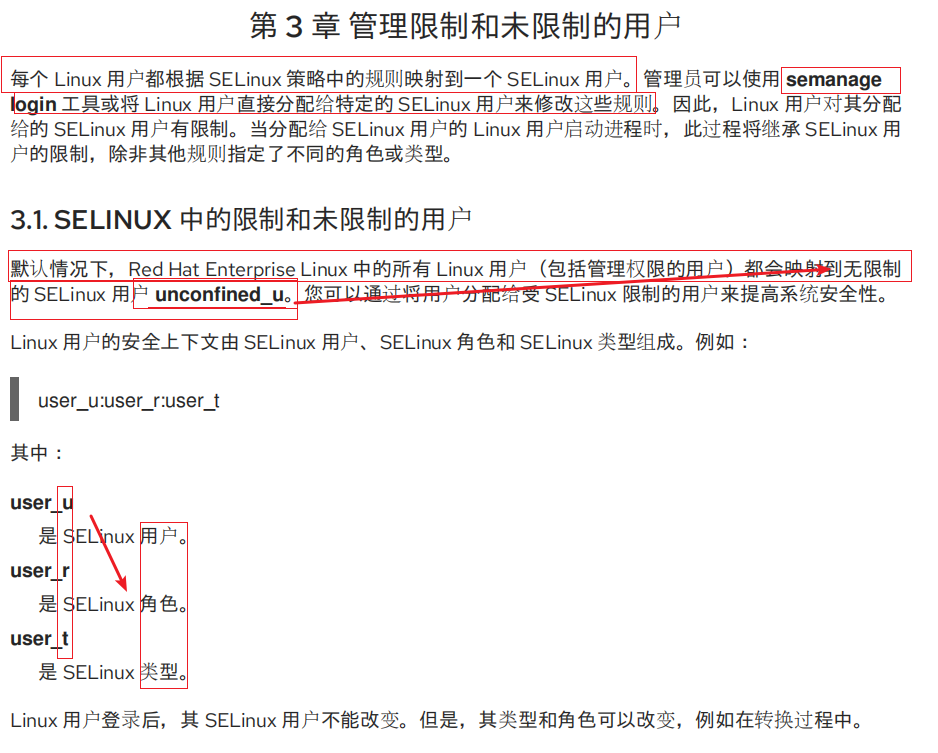 第 3 章 管理限制和未限制的用户
每个 Linux 用户都根据 SELinux 策略中的规则映射到一个 SELinux 用户。 管理员可以使用 semanage
login 工具或将 Linux 用户直接分配给特定的 SELinux 用户来修改这些规则。因此，Linux 用户对其分配
给的 SELinux 用户有限制。当分配给 SELinux 用户的 Linux 用户启动进程时，此过程将继承 SELinux 用
户的限制，除非其他规则指定了不同的角色或类型。
3.1. SELINUX 中的限制和未限制的用户
默认情况下，Red Hat Enterprise Linux 中的所有 Linux 用户（包括管理权限的用户）都会映射到无限制
的 SELinux 用户 unconfined_u。您可以通过将用户分配给受 SELinux 限制的用户来提高系统安全性。
Linux 用户的安全上下文由 SELinux 用户、SELinux 角色和 SELinux 类型组成。例如：
user_u:user_r:user_t
其中：
user_u
是 SELinux 用户。
user_r
是 SELinux 角色。
user_t
是 SELinux 类型。
Linux 用户登录后，其 SELinux 用户不能改变。但是，其类型和角色可以改变，例如在转换过程中。